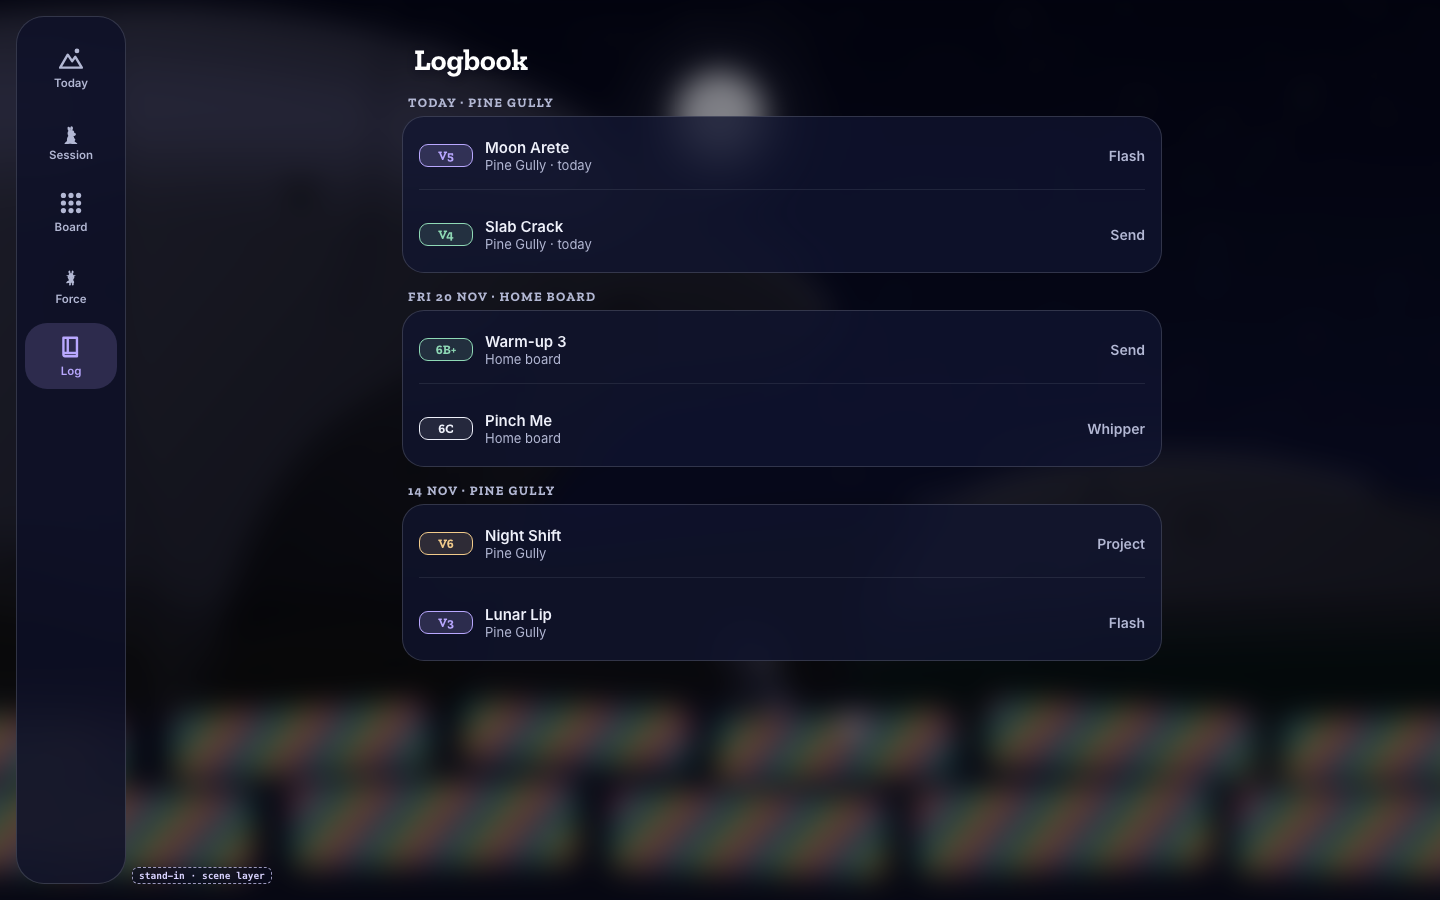 Today
Session
Board
Force
Log
Logbook
TODAY · PINE GULLY
V5
Moon Arete
Pine Gully · today
Flash
V4
Slab Crack
Pine Gully · today
Send
FRI 20 NOV · HOME BOARD
6B+
Warm-up 3
Home board
Send
6C
Pinch Me
Home board
Whipper
14 NOV · PINE GULLY
V6
Night Shift
Pine Gully
Project
V3
Lunar Lip
Pine Gully
Flash
stand-in · scene layer